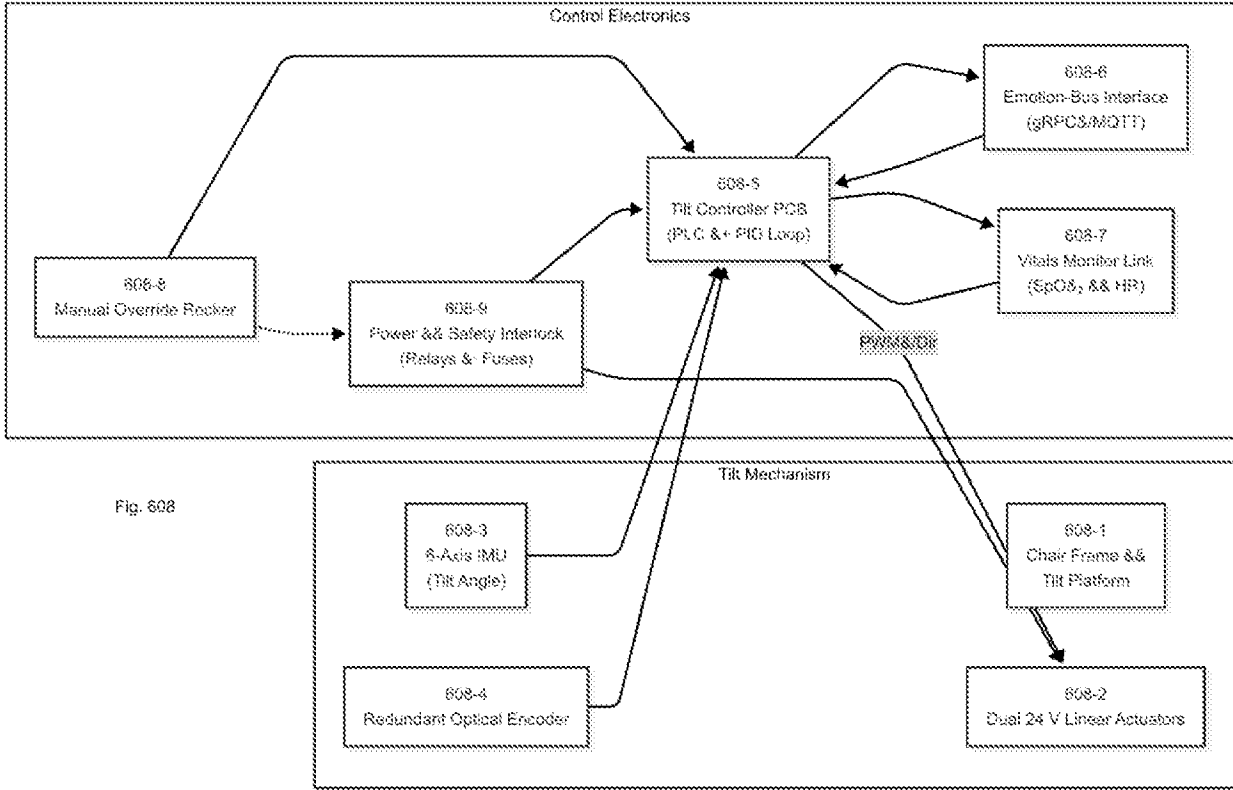 Control Electronics
608-6
Emotion-Bus Interface
(gRPC&/MQTT)
608-5
Tilt Controller PCB
(PLC &+ PID Loop)
608-7
Vitals Monitor Link
(SpO&₂ && HR)
608-8
Manual Override Rocker
608-9
Power && Safety Interlock
(Relays &· Fuses)
PWM&/Dir
Tilt Mechanism
Fig. 608
608-3
6-Axis IMU
(Tilt Angle)
608-1
Chair Frame &&
Tilt Platform
608-4
Redundant Optical Encoder
608-2
Dual 24 V Linear Actuators